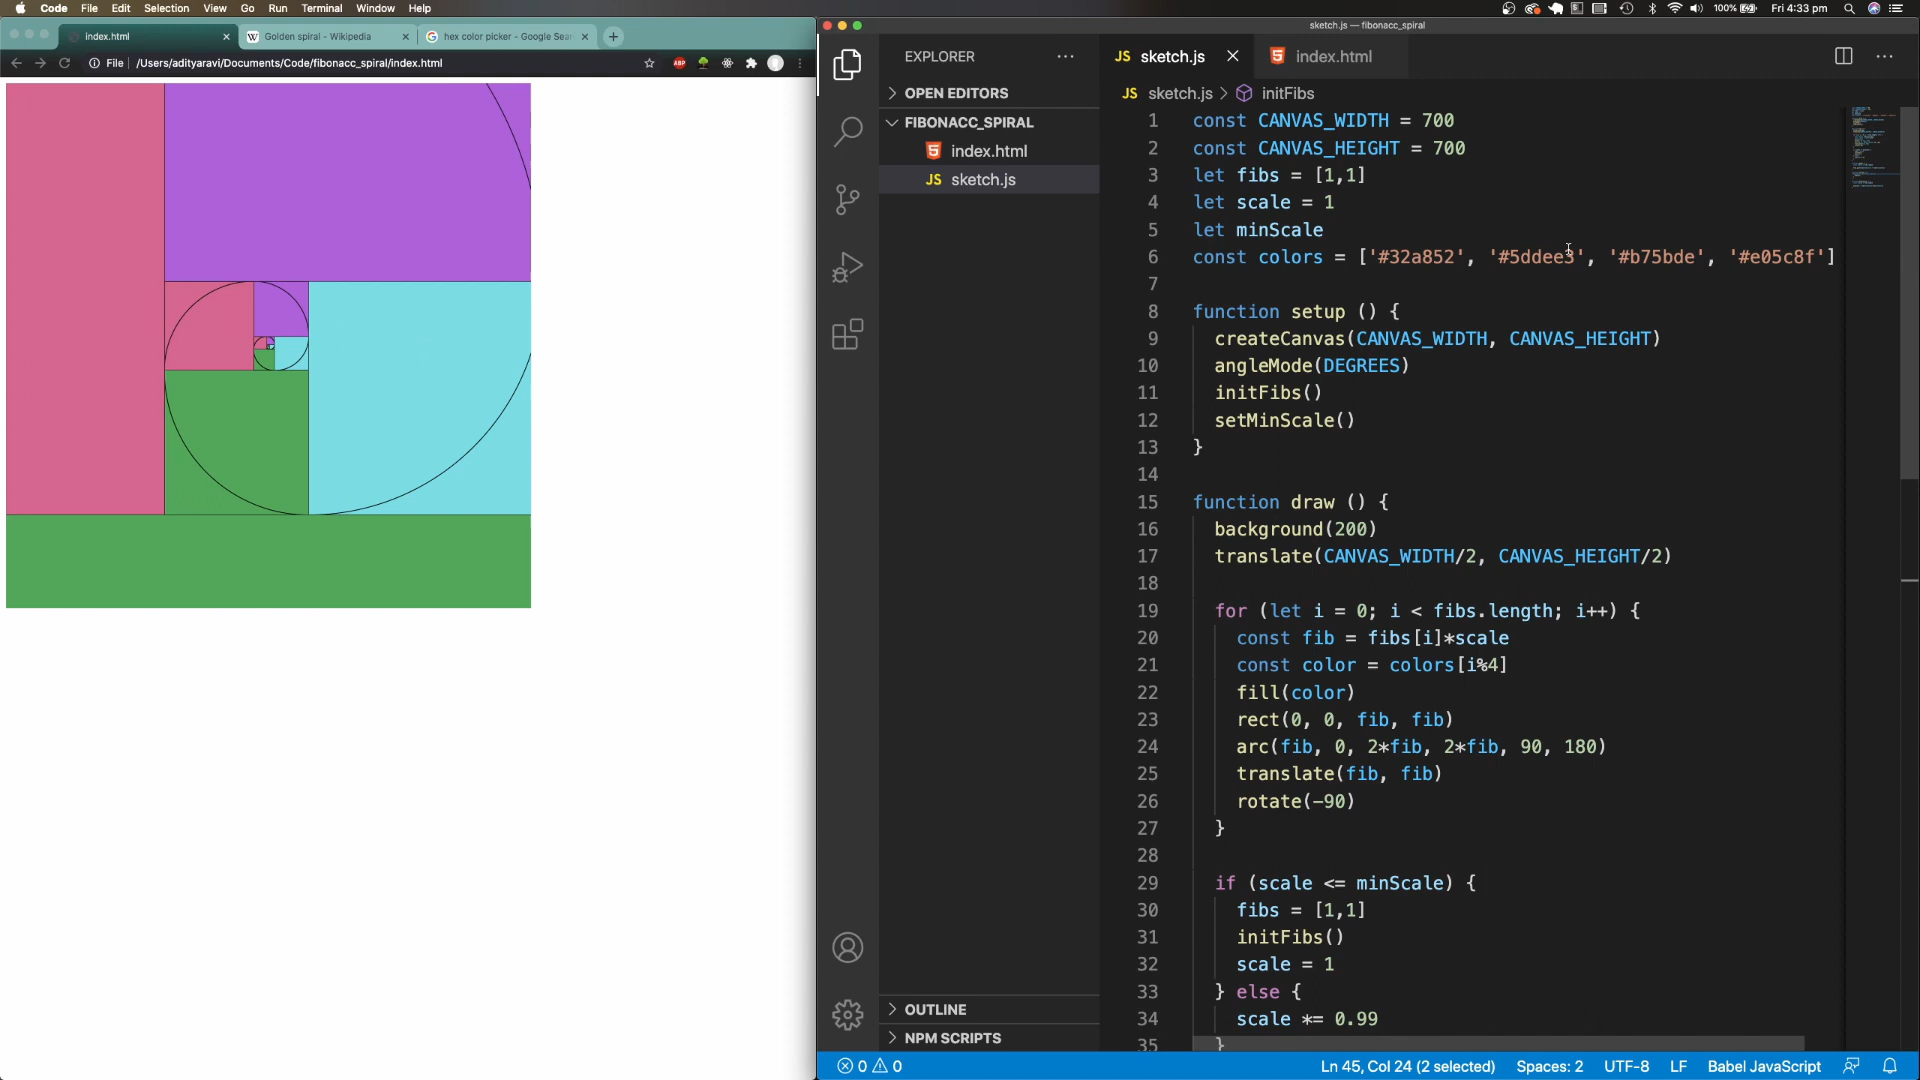 Code File Edit Selection View Go Run Terminal Window Help
100% Fri 4:33 pm
index.html
Golden spiral - Wikipedia
hex color picker - Google Sear
File /Users/adityaravi/Documents/Code/fibonacc_spiral/index.html
sketch.js — fibonacc_spiral
EXPLORER
OPEN EDITORS
FIBONACC_SPIRAL
index.html
JS sketch.js
OUTLINE
NPM SCRIPTS
JS sketch.js
index.html
JS sketch.js > initFibs
1 const CANVAS_WIDTH = 700
2 const CANVAS_HEIGHT = 700
3 let fibs = [1,1]
4 let scale = 1
5 let minScale
6 const colors = ['#32a852', '#5ddee3', '#b75bde', '#e05c8f']
7
8 function setup () {
9 createCanvas(CANVAS_WIDTH, CANVAS_HEIGHT)
10 angleMode(DEGREES)
11 initFibs()
12 setMinScale()
13 }
14
15 function draw () {
16 background(200)
17 translate(CANVAS_WIDTH/2, CANVAS_HEIGHT/2)
18
19 for (let i = 0; i < fibs.length; i++) {
20 const fib = fibs[i]*scale
21 const color = colors[i%4]
22 fill(color)
23 rect(0, 0, fib, fib)
24 arc(fib, 0, 2*fib, 2*fib, 90, 180)
25 translate(fib, fib)
26 rotate(-90)
27 }
28
29 if (scale <= minScale) {
30 fibs = [1,1]
31 initFibs()
32 scale = 1
33 } else {
34 scale *= 0.99
35 }
0 0
Ln 45, Col 24 (2 selected) Spaces: 2 UTF-8 LF Babel JavaScript